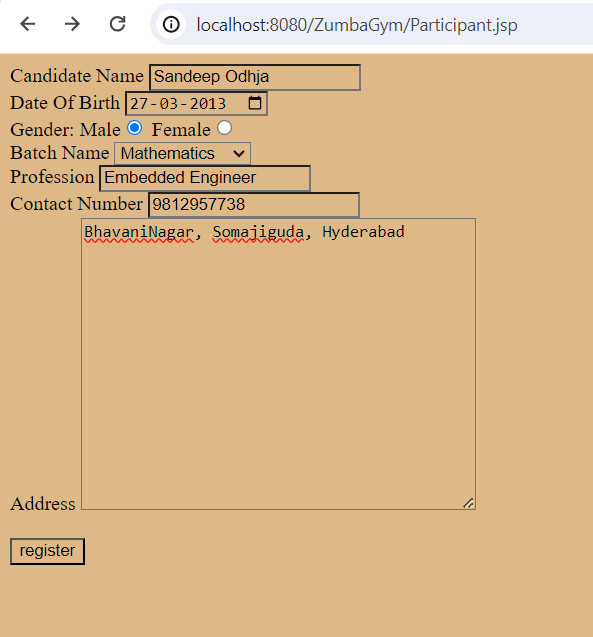 localhost:8080/ZumbaGym/Participant.jsp
Candidate Name Sandeep Odhja
Date Of Birth 27-03-2013
Gender: Male Female
Batch Name Mathematics
Profession Embedded Engineer
Contact Number 9812957738
BhavaniNagar, Somajiguda, Hyderabad
Address
register